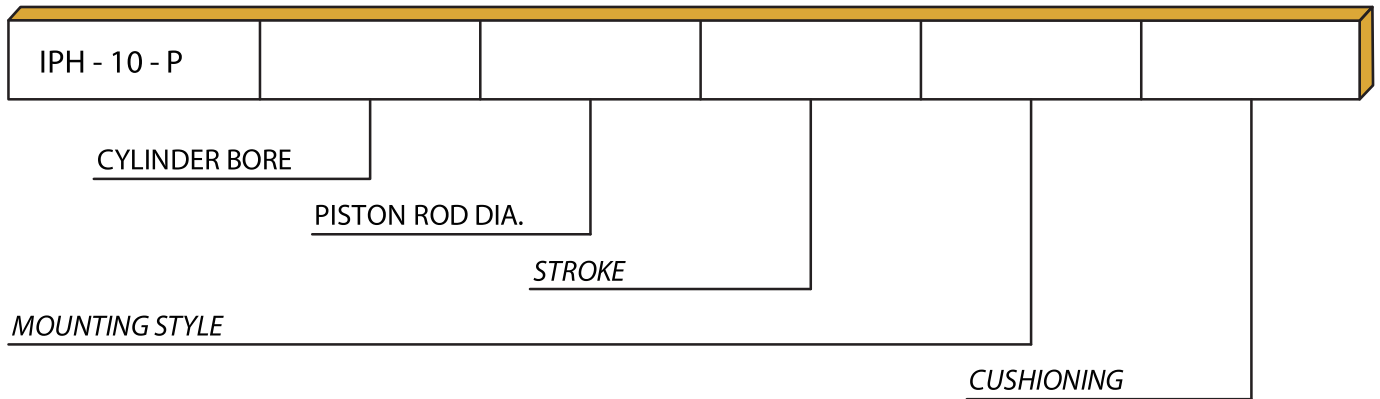 IPH - 10 - P
CYLINDER BORE
PISTON ROD DIA.
STROKE
MOUNTING STYLE
CUSHIONING